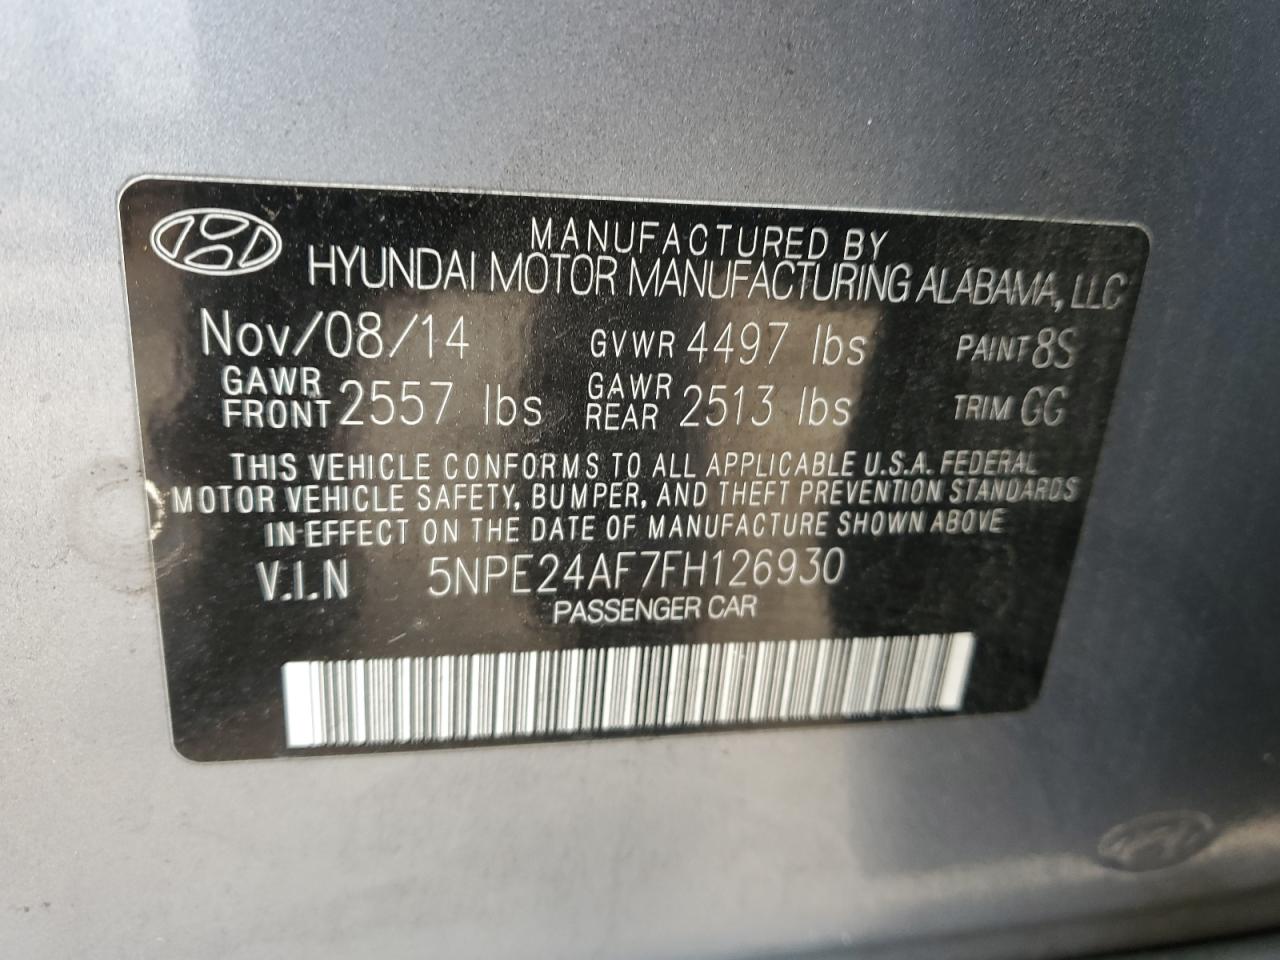 MANUFACTURED BY
HYUNDAI MOTOR MANUFACTURING ALABAMA, LLC
Nov/08/14 GVWR 4497 lbs PAINT 8S
GAWR FRONT 2557 lbs GAWR REAR 2513 lbs TRIM GG
THIS VEHICLE CONFORMS TO ALL APPLICABLE U.S.A. FEDERAL
MOTOR VEHICLE SAFETY, BUMPER, AND THEFT PREVENTION STANDARDS
IN EFFECT ON THE DATE OF MANUFACTURE SHOWN ABOVE
V.I.N 5NPE24AF7FH126930
PASSENGER CAR